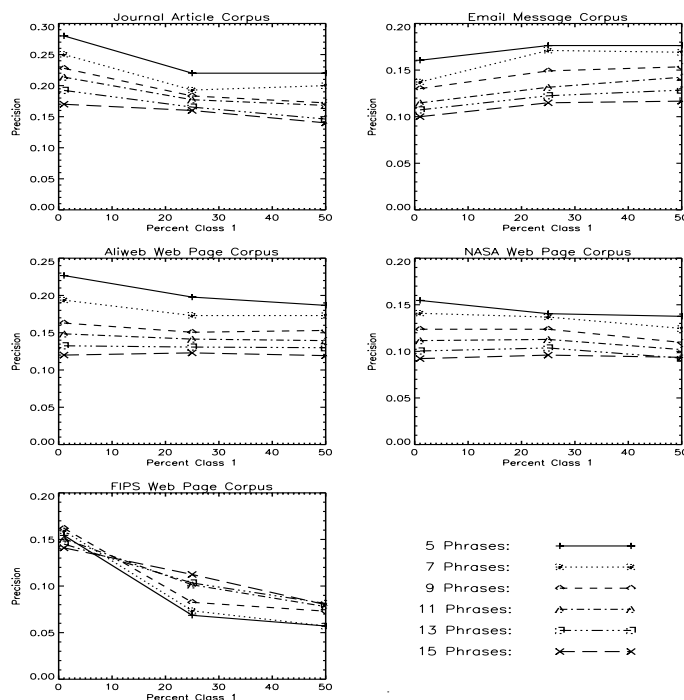 Journal Article Corpus
0.30
0.25
0.20
0.15
0.10
0.05
0.00
Precision
0 10 20 30 40 50
Percent Class 1
Email Message Corpus
0.20
0.15
0.10
0.05
0.00
Precision
0 10 20 30 40 50
Percent Class 1
Aliweb Web Page Corpus
0.25
0.20
0.15
0.10
0.05
0.00
Precision
0 10 20 30 40 50
Percent Class 1
NASA Web Page Corpus
0.20
0.15
0.10
0.05
0.00
Precision
0 10 20 30 40 50
Percent Class 1
FIPS Web Page Corpus
0.20
0.15
0.10
0.05
0.00
Precision
0 10 20 30 40 50
Percent Class 1
5 Phrases:
7 Phrases:
9 Phrases:
11 Phrases:
13 Phrases:
15 Phrases: